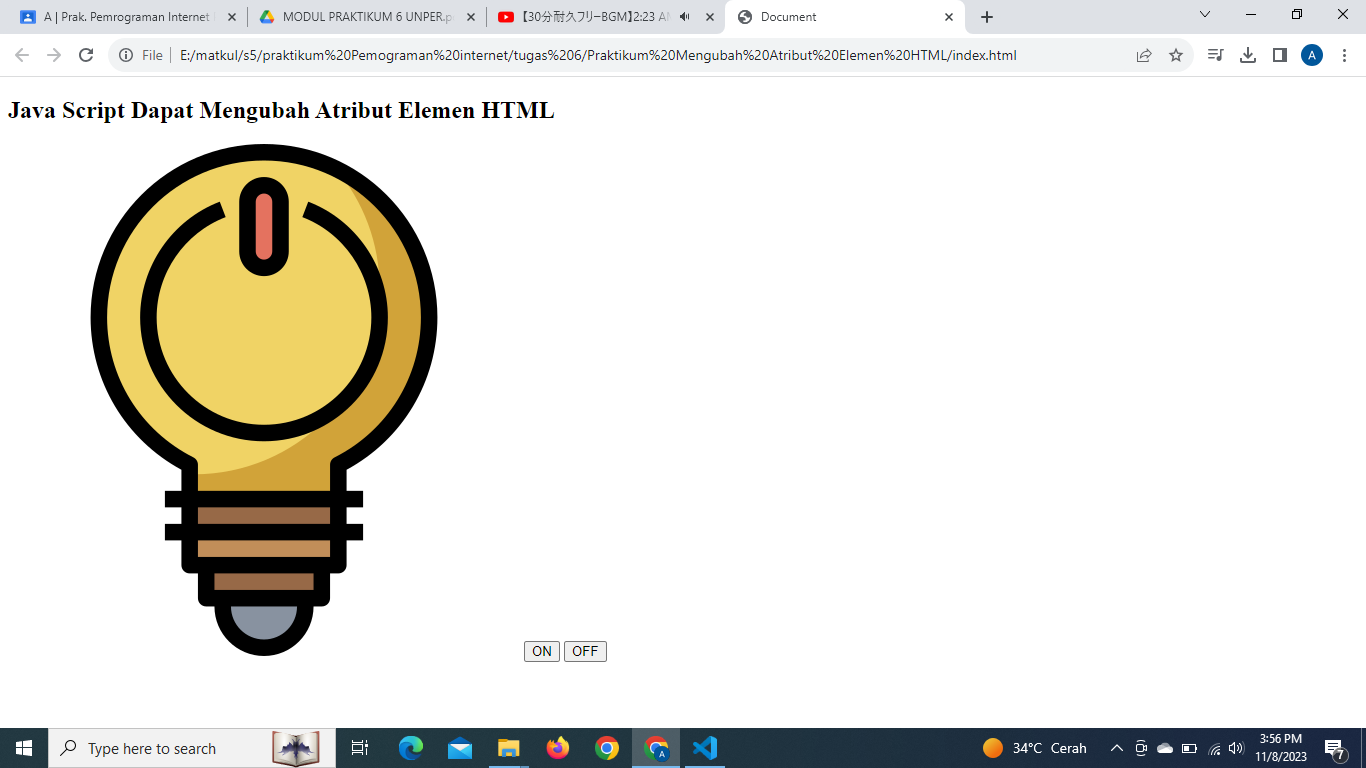 A | Prak. Pemrograman Internet
MODUL PRAKTIKUM 6 UNPER.p
【30分耐久フリーBGM】2:23 AM
Document
File
E:/matkul/s5/praktikum%20Pemograman%20internet/tugas%206/Praktikum%20Mengubah%20Atribut%20Elemen%20HTML/index.html
A
Java Script Dapat Mengubah Atribut Elemen HTML
ON OFF
Type here to search
A
34°C Cerah
3:56 PM
11/8/2023
7